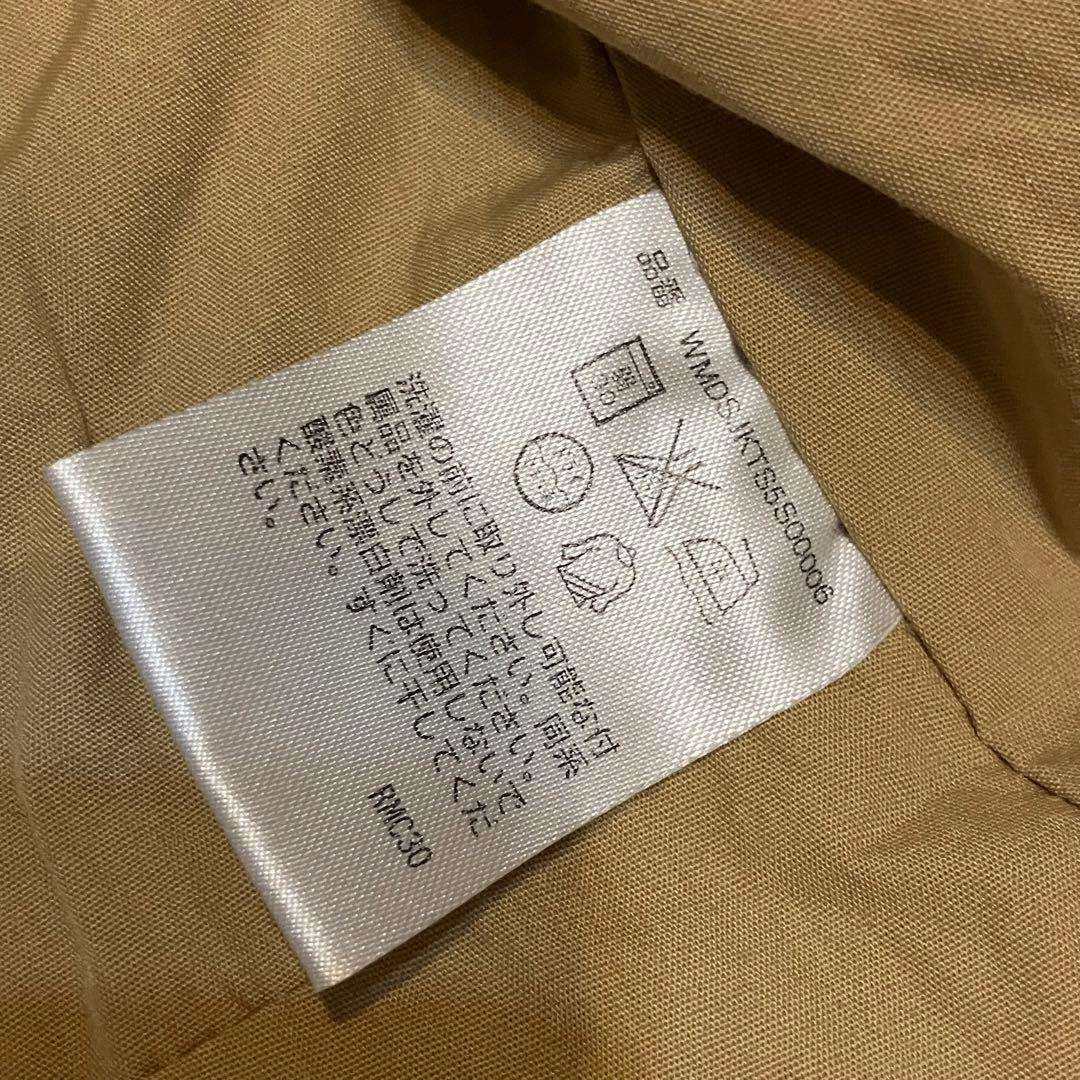 品番 WMDSJKTS5S00006
洗濯の前に取り外し可能な付
属品を外してください。同系
色とうしで洗ってください。
酸素系漂白剤は使用しないで
ください。 すぐに干してくだ
さい。
RMC30